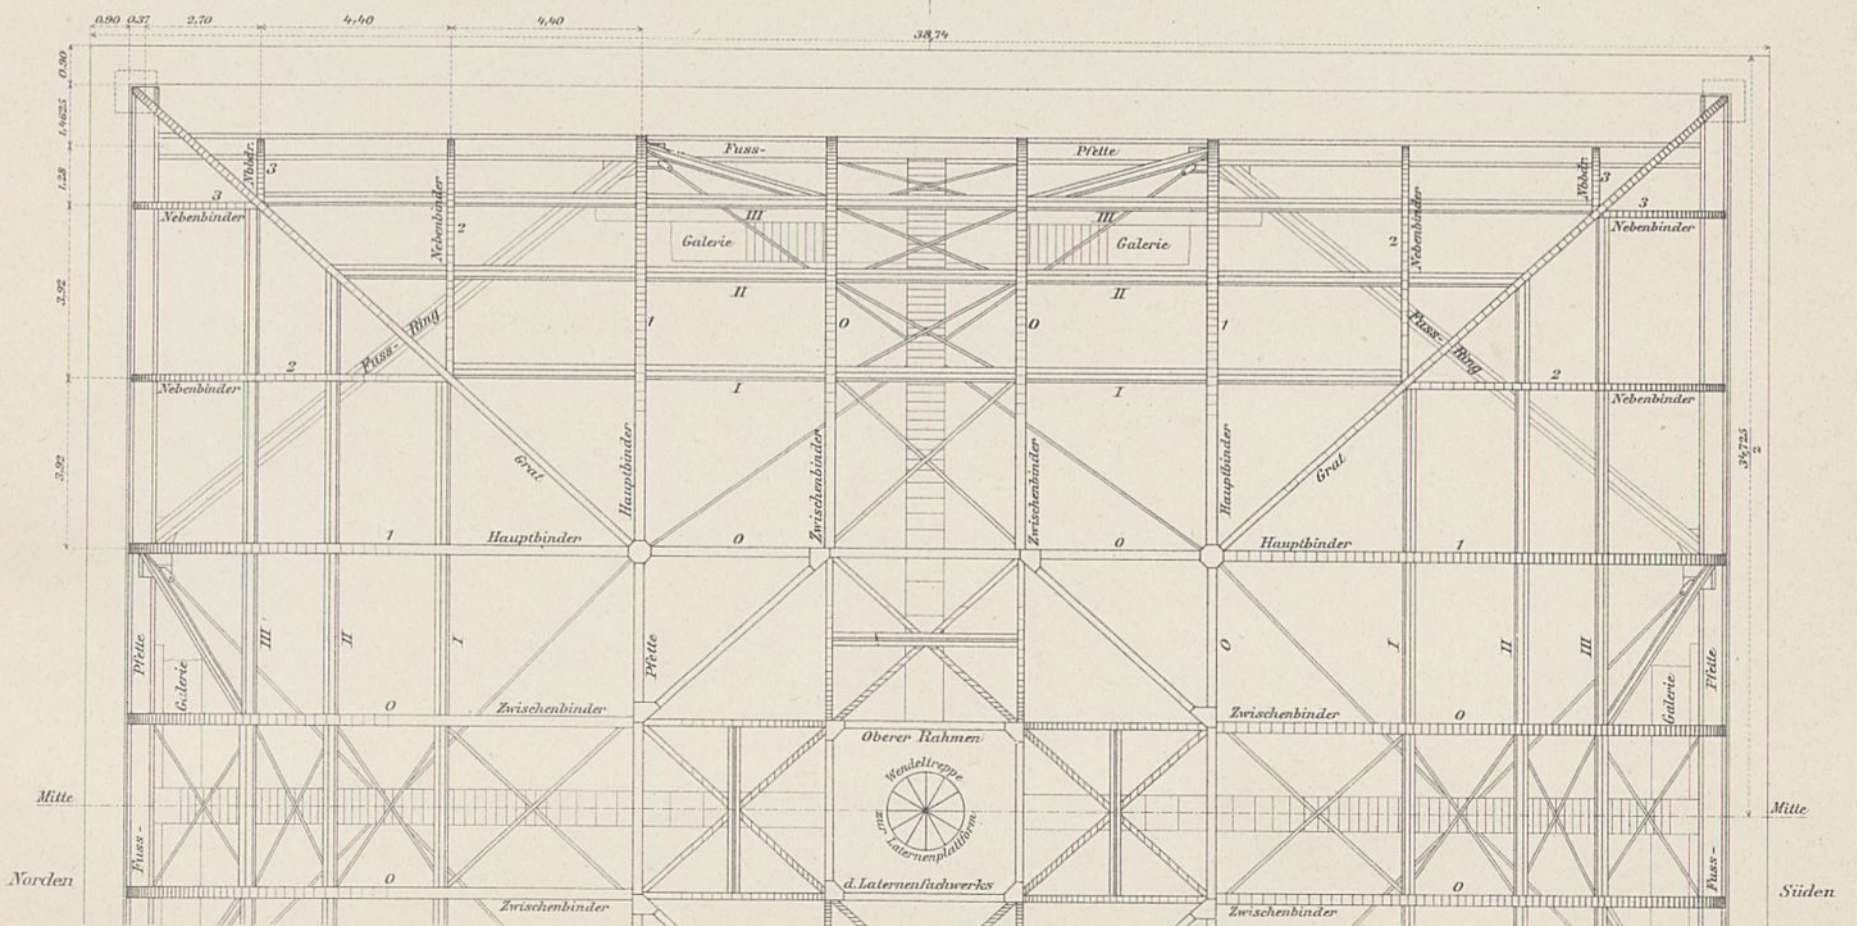 0.90 0.37 2,70 4,40 4,40
38,74
0.90
1,4625
1,28
3.92
3.92
34,725
2
Nbbdr. 3
Fuss- Pfette
Nbbdr. 3
3
Nebenbinder
3
Nebenbinder
Nebenbinder 2
2 Nebenbinder
III III
Galerie Galerie
II II
Fuss- Ring
1 0 0 1
Fuss- Ring
2
Nebenbinder
I I
2
Nebenbinder
Grat
Hauptbinder
Zwischenbinder
Zwischenbinder
Hauptbinder
Grat
1 Hauptbinder 0 0 Hauptbinder 1
Pfette
Galerie
III II I
Pfette
0
I II III
Galerie
Pfette
0 Zwischenbinder
Zwischenbinder 0
Oberer Rahmen
Wendeltreppe
zur Laternenplattform
Mitte Mitte
Fuss- Fuss-
d. Laternenfachwerks
Norden Süden
0 0
Zwischenbinder Zwischenbinder